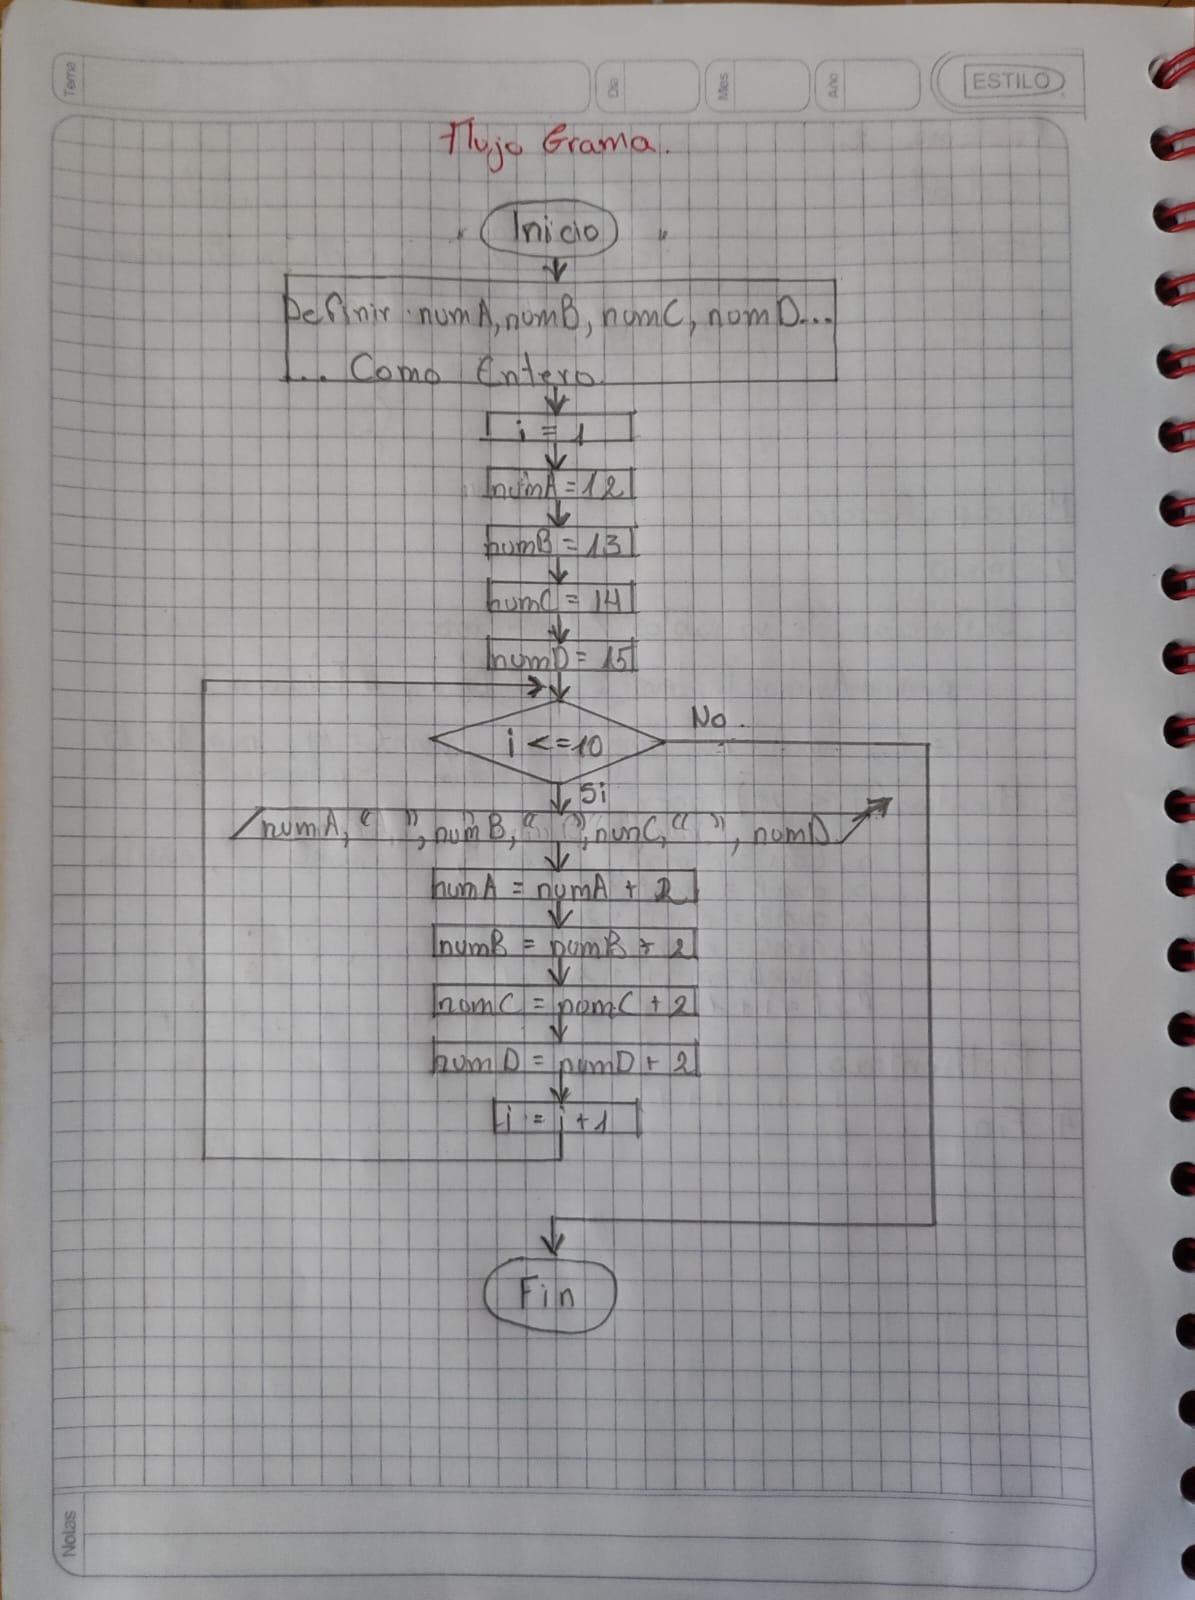 Tema
Dia
Mes
Año
ESTILO
Flujo Grama.
Inicio
Definir numA, numB, numC, numD...
... Como Entero
i = 1
numA = 12
numB = 13
numC = 14
numD = 15
No.
i <= 10
Si
numA, " ", numB, " ", numC, " ", numD
numA = numA + 2
numB = numB + 2
numC = numC + 2
numD = numD + 2
i = i + 1
Fin
Notas